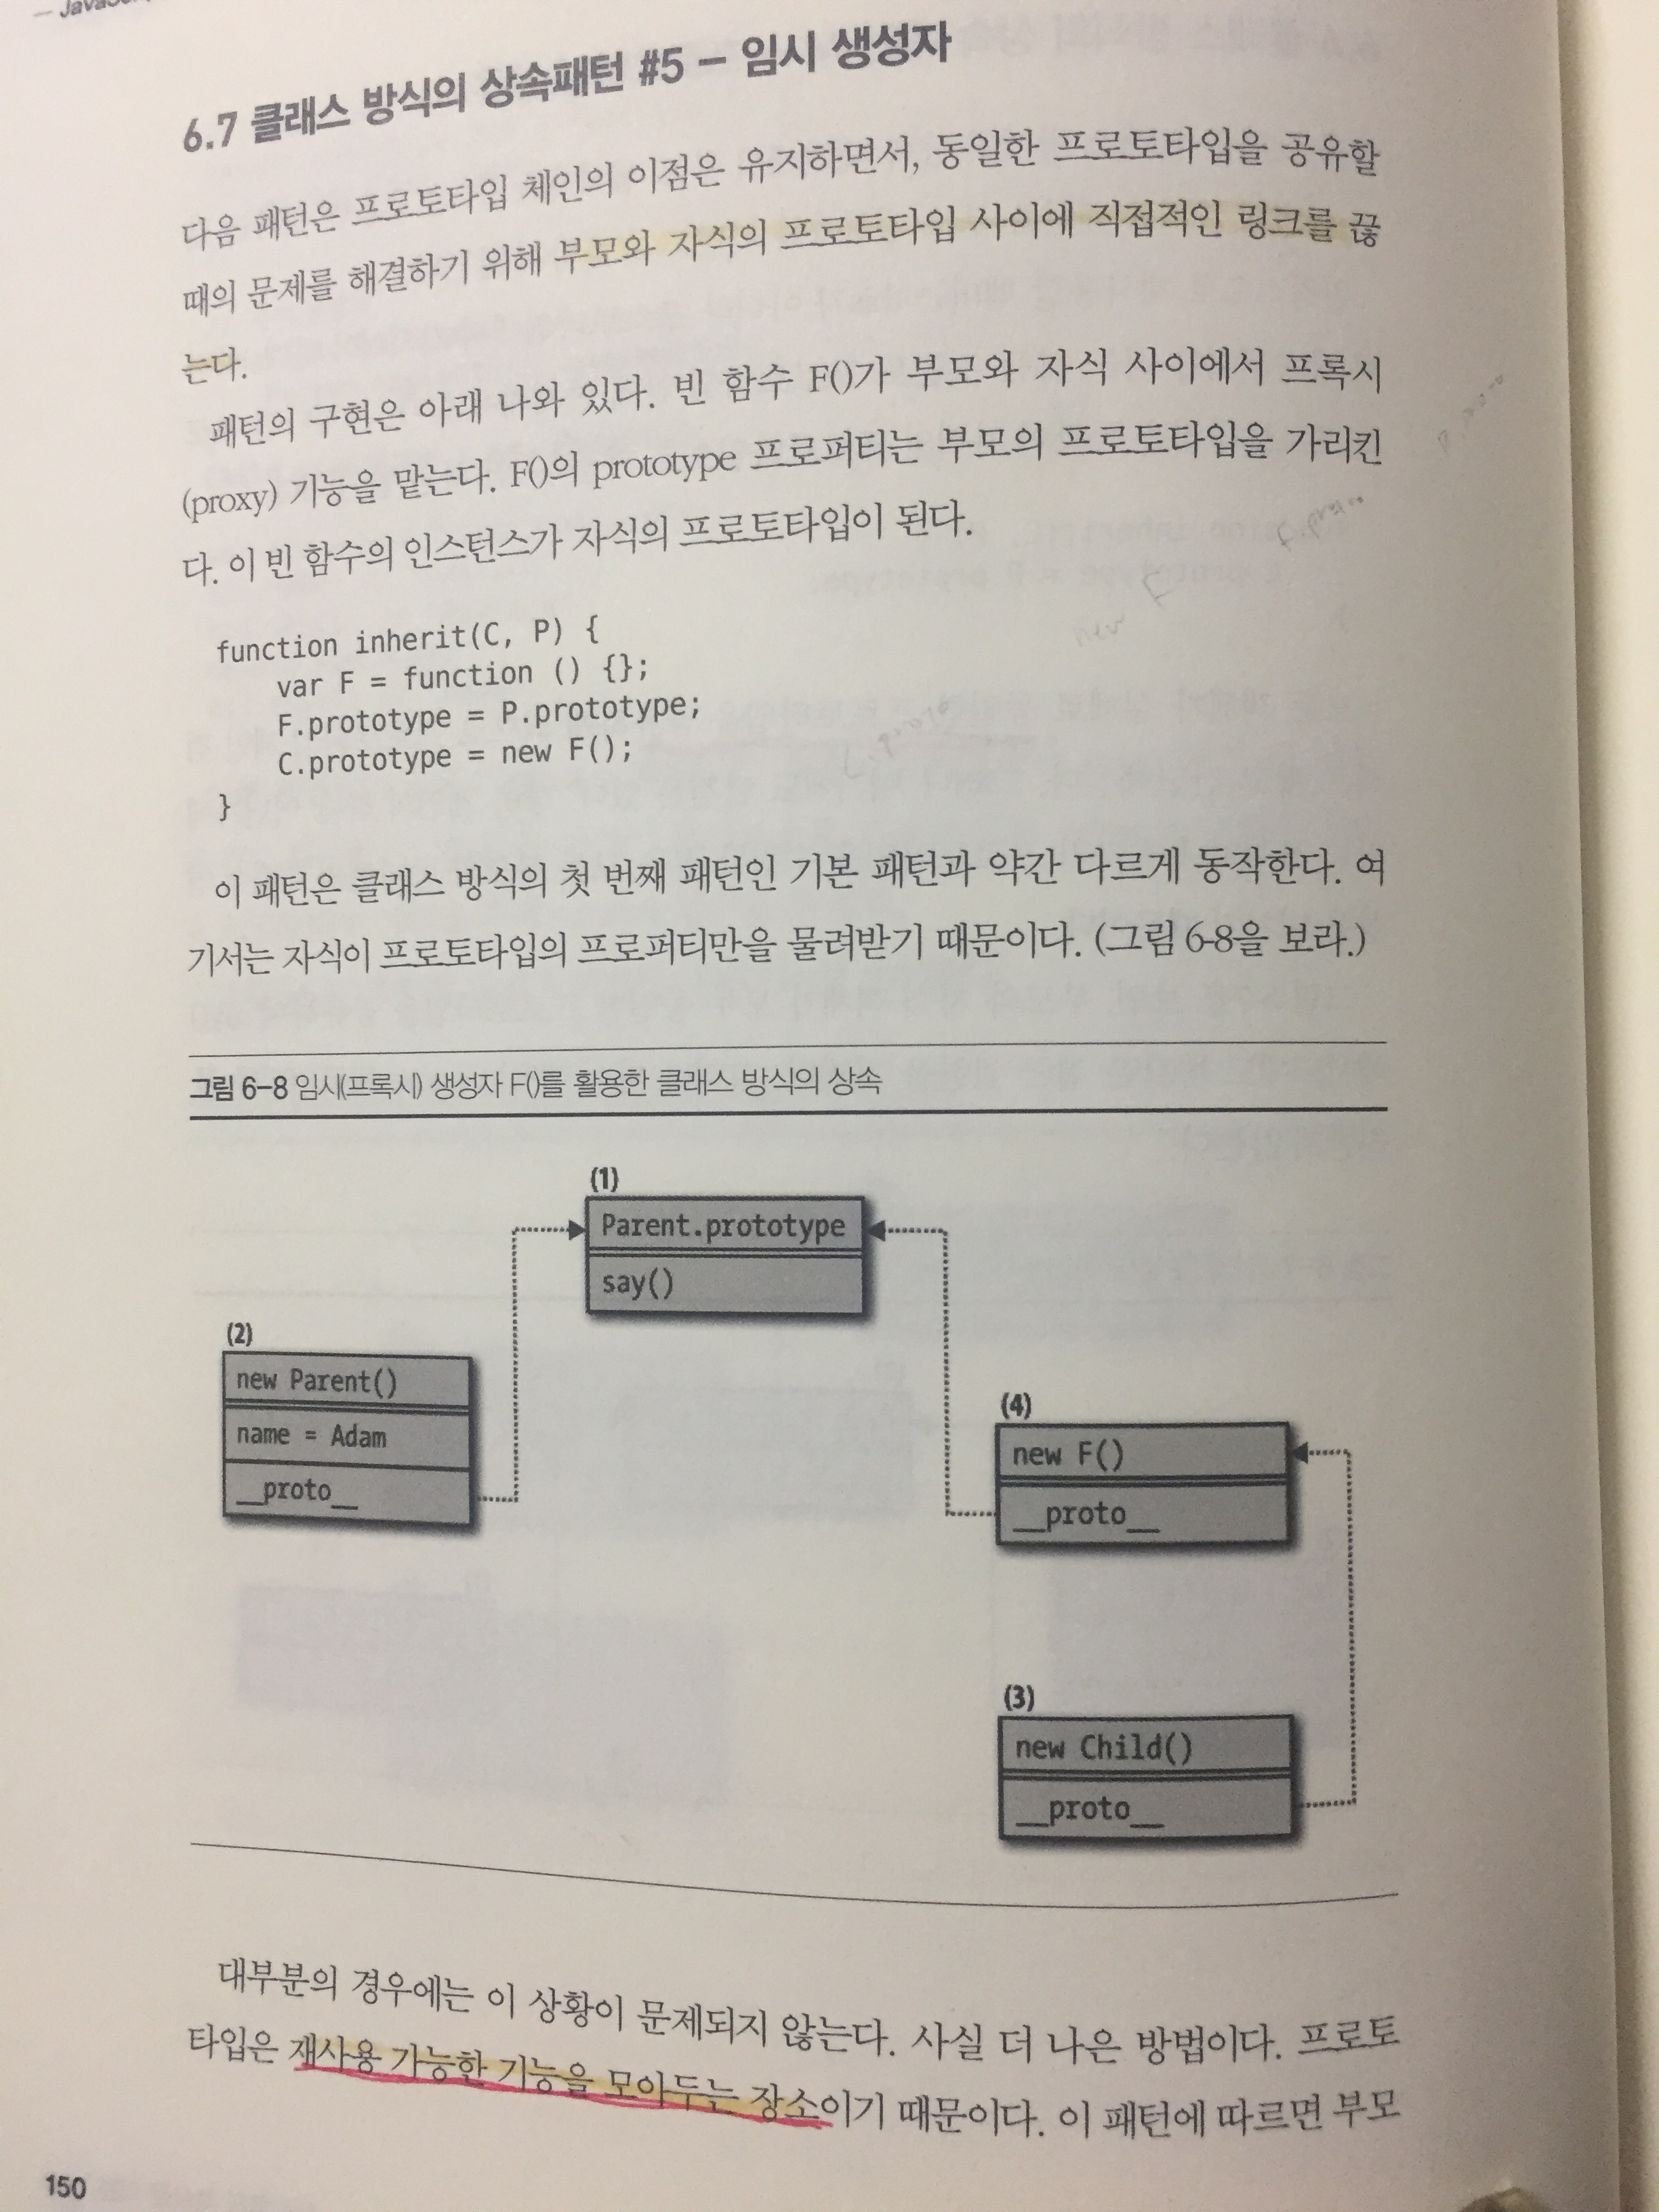 6.7 클래스 방식의 상속패턴 #5 – 임시 생성자
다음 패턴은 프로토타입 체인의 이점은 유지하면서, 동일한 프로토타입을 공유할
때의 문제를 해결하기 위해 부모와 자식의 프로토타입 사이에 직접적인 링크를 끊
는다.
패턴의 구현은 아래 나와 있다. 빈 함수 F()가 부모와 자식 사이에서 프록시
(proxy) 기능을 맡는다. F()의 prototype 프로퍼티는 부모의 프로토타입을 가리킨
다. 이 빈 함수의 인스턴스가 자식의 프로토타입이 된다.
function inherit(C, P) {
var F = function () {};
F.prototype = P.prototype;
C.prototype = new F();
}
이 패턴은 클래스 방식의 첫 번째 패턴인 기본 패턴과 약간 다르게 동작한다. 여
기서는 자식이 프로토타입의 프로퍼티만을 물려받기 때문이다. (그림 6-8을 보라.)
그림 6-8 임시(프록시) 생성자 F()를 활용한 클래스 방식의 상속
(1)
Parent.prototype
say()
(2)
new Parent()
name = Adam
__proto__
(4)
new F()
__proto__
(3)
new Child()
__proto__
대부분의 경우에는 이 상황이 문제되지 않는다. 사실 더 나은 방법이다. 프로토
타입은 재사용 가능한 기능을 모아두는 장소이기 때문이다. 이 패턴에 따르면 부모
150